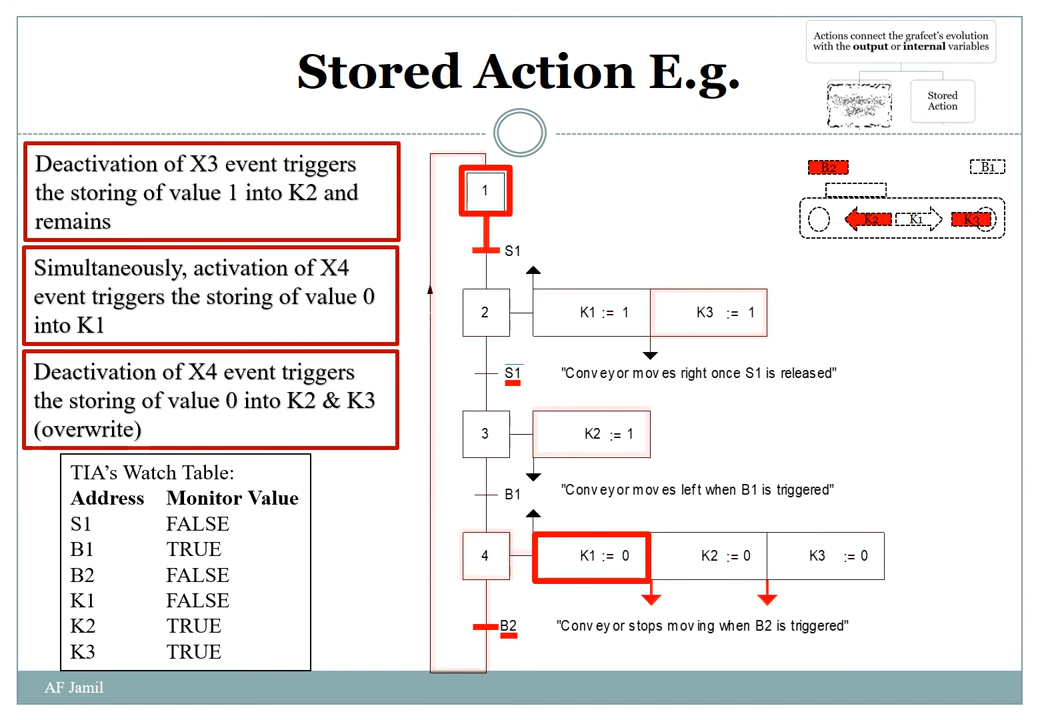 Actions connect the grafcet's evolution
with the output or internal variables
Stored
Action
Stored Action E.g.
Deactivation of X3 event triggers
the storing of value 1 into K2 and
remains
Simultaneously, activation of X4
event triggers the storing of value 0
into K1
Deactivation of X4 event triggers
the storing of value 0 into K2 & K3
(overwrite)
TIA's Watch Table:
Address Monitor Value
S1 FALSE
B1 TRUE
B2 FALSE
K1 FALSE
K2 TRUE
K3 TRUE
1
S1
2 K1 := 1 K3 := 1
S1 "Conveyor moves right once S1 is released"
3 K2 := 1
B1 "Conveyor moves left when B1 is triggered"
4 K1 := 0 K2 := 0 K3 := 0
B2 "Conveyor stops moving when B2 is triggered"
B2 B1
K2 K1 K3
AF Jamil